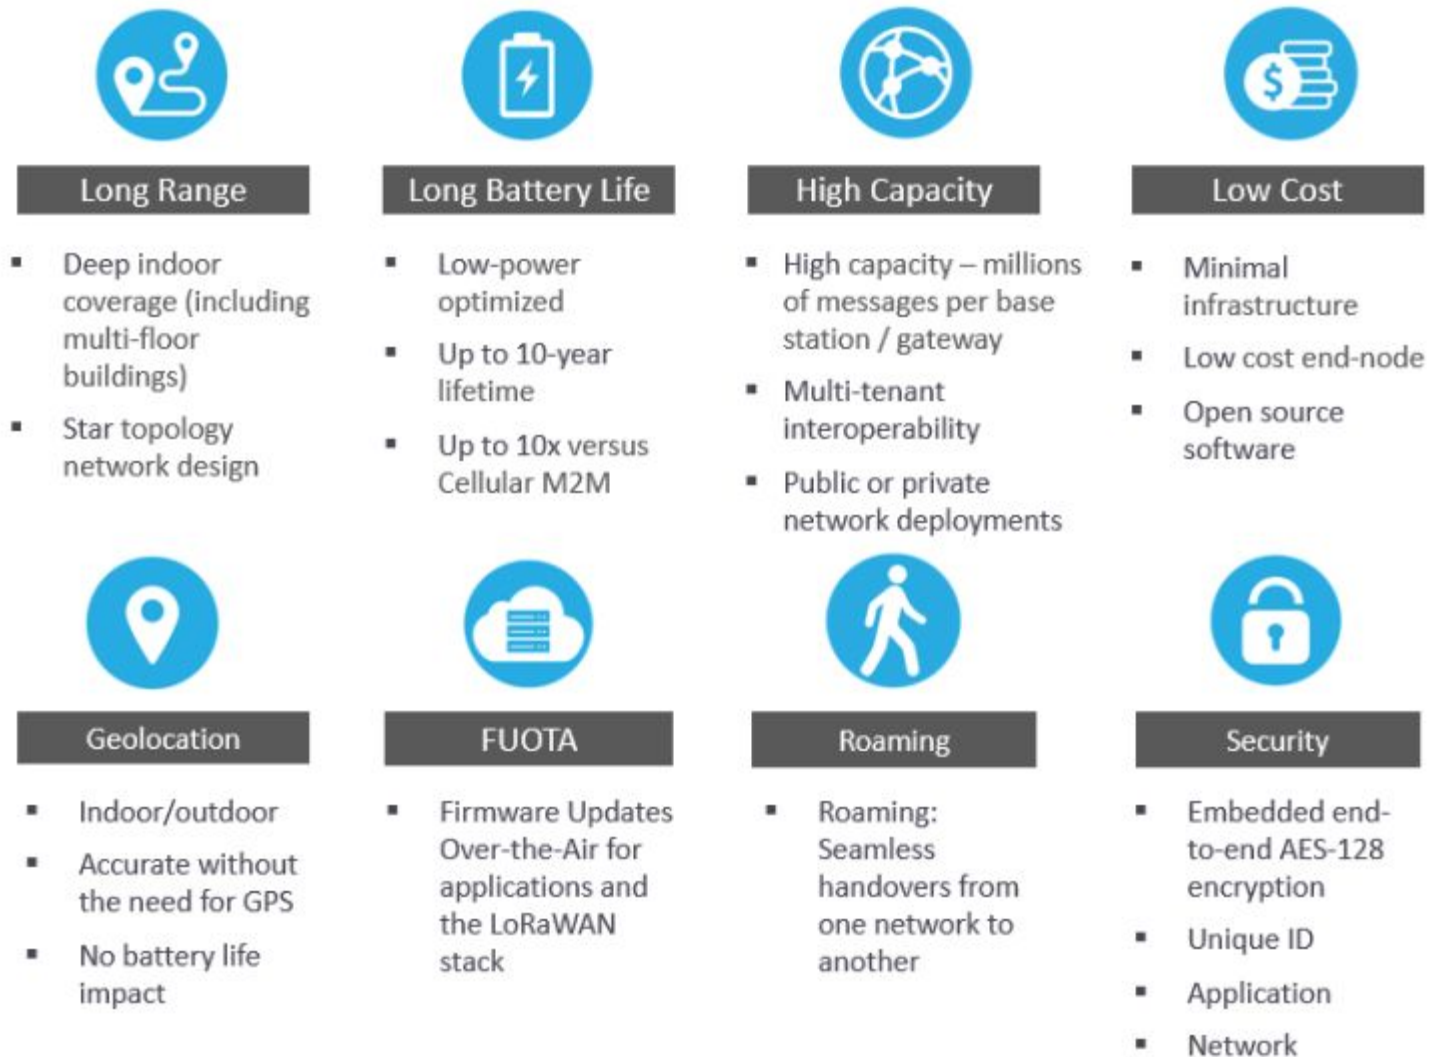 Long Range
▪ Deep indoor
coverage (including
multi-floor
buildings)
▪ Star topology
network design
Long Battery Life
▪ Low-power
optimized
▪ Up to 10-year
lifetime
▪ Up to 10x versus
Cellular M2M
High Capacity
▪ High capacity – millions
of messages per base
station / gateway
▪ Multi-tenant
interoperability
▪ Public or private
network deployments
$
Low Cost
▪ Minimal
infrastructure
▪ Low cost end-node
▪ Open source
software
Geolocation
▪ Indoor/outdoor
▪ Accurate without
the need for GPS
▪ No battery life
impact
FUOTA
▪ Firmware Updates
Over-the-Air for
applications and
the LoRaWAN
stack
Roaming
▪ Roaming:
Seamless
handovers from
one network to
another
Security
▪ Embedded end-
to-end AES-128
encryption
▪ Unique ID
▪ Application
▪ Network